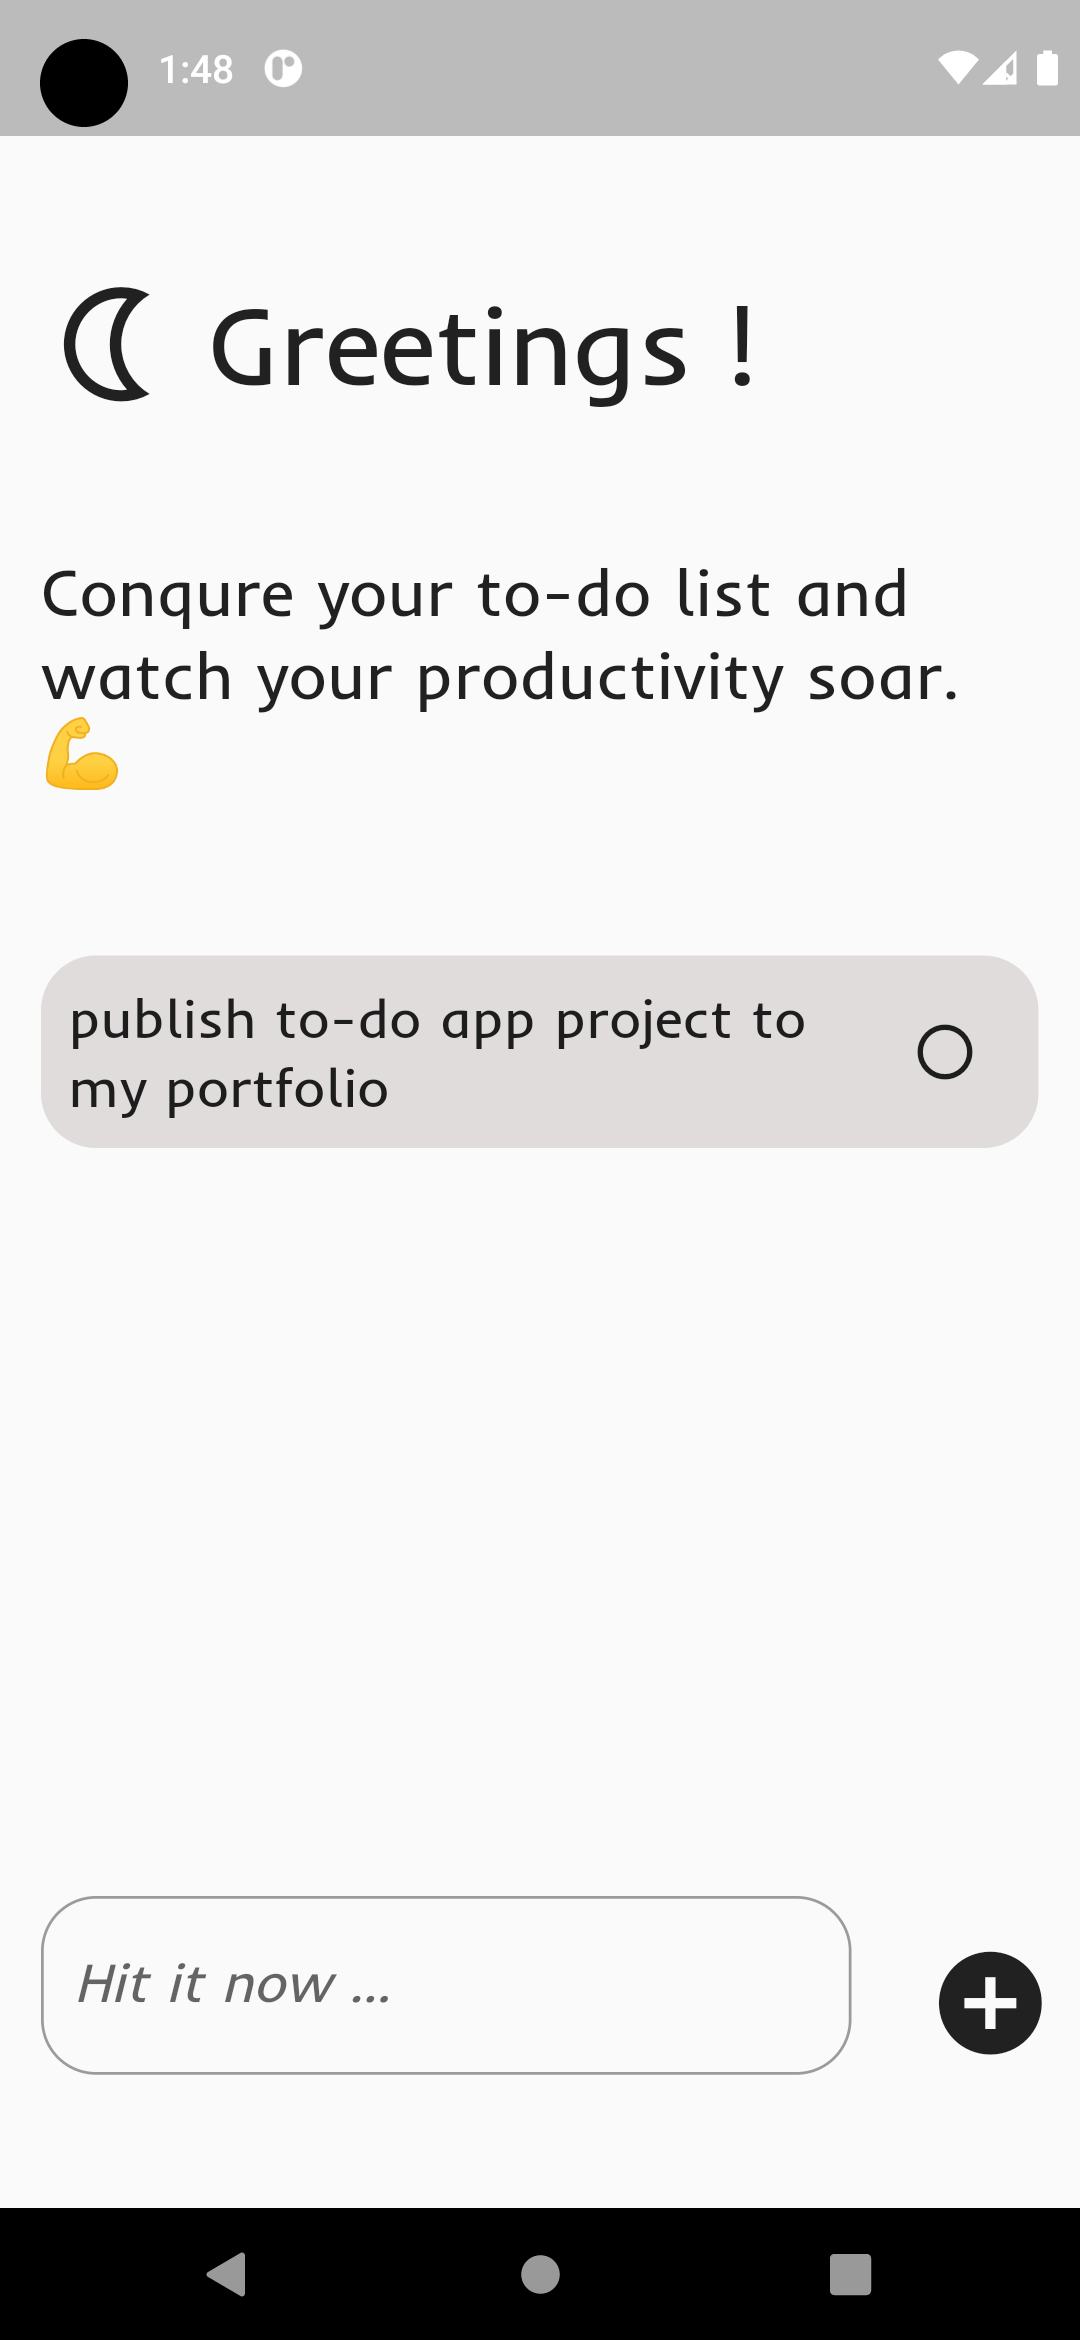 1:48
Greetings !
Conqure your to-do list and
watch your productivity soar.
💪
publish to-do app project to
my portfolio
Hit it now ...